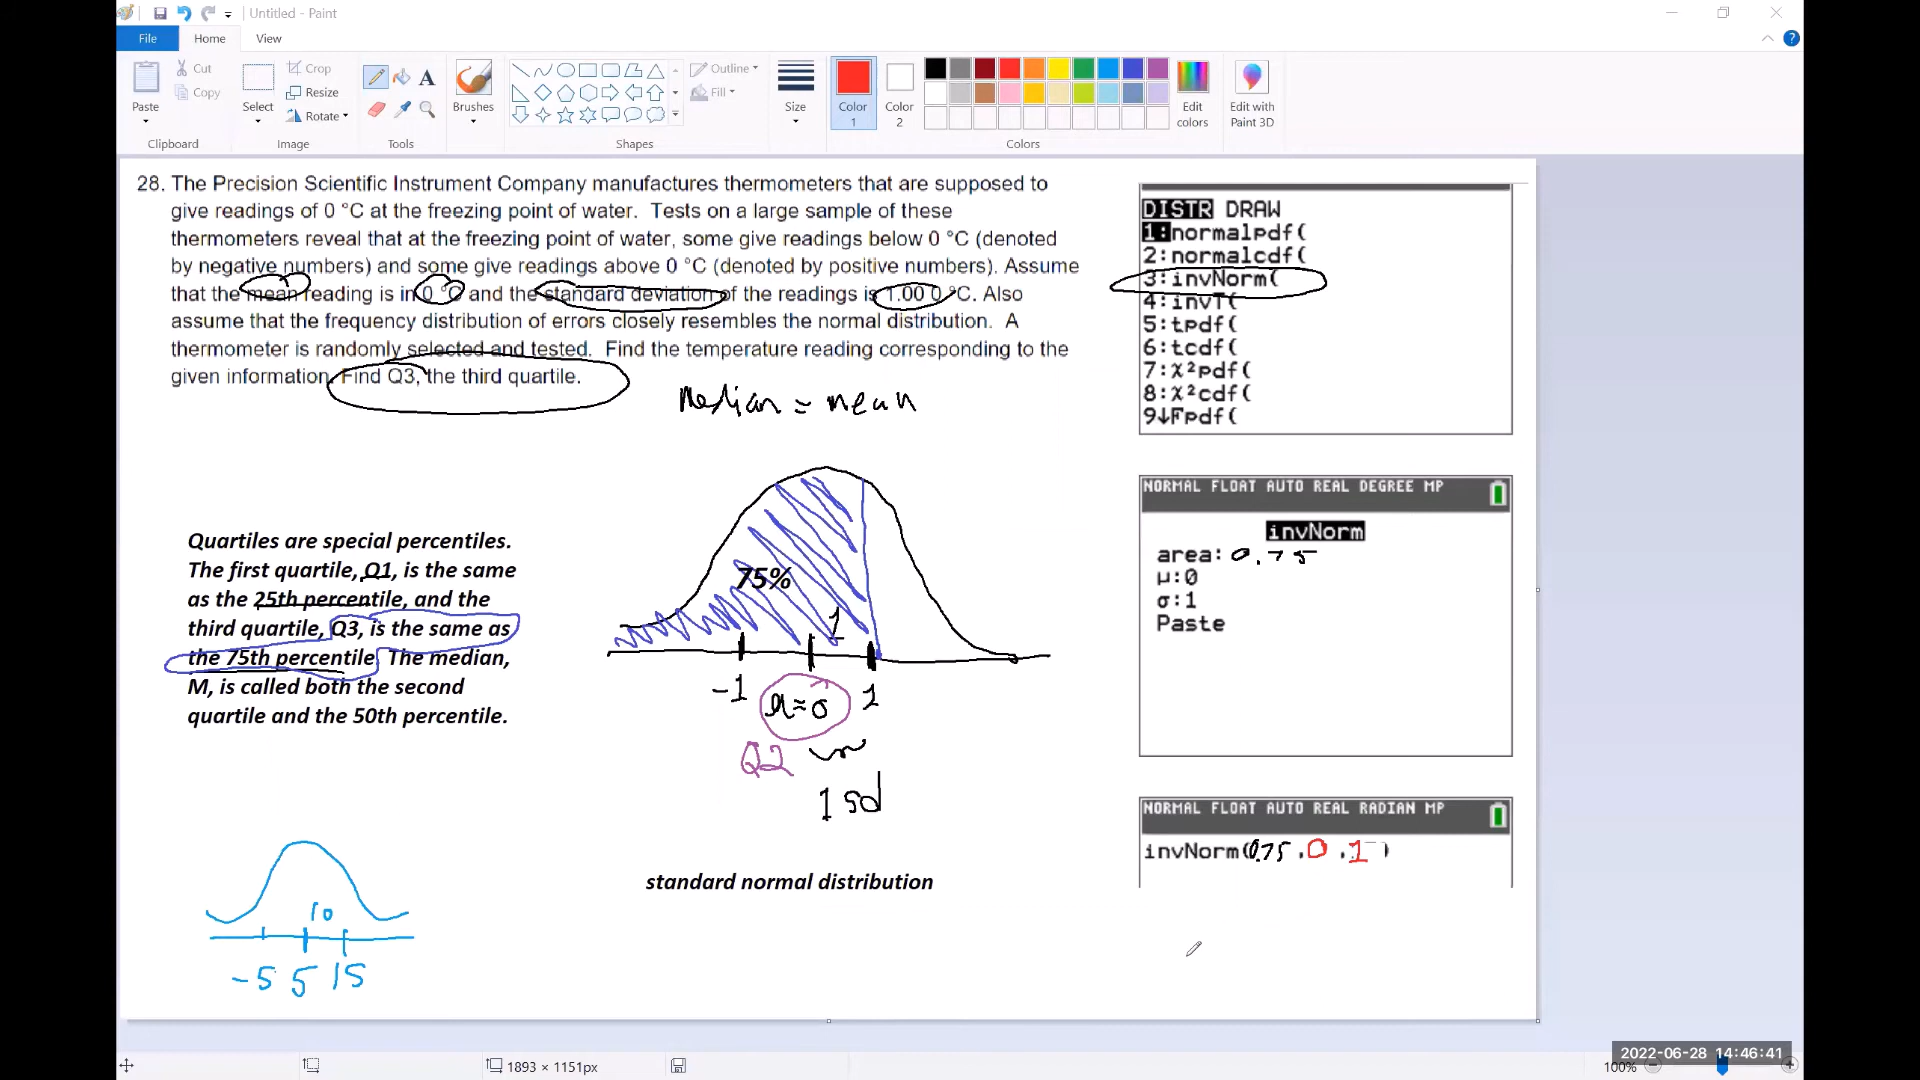 Untitled - Paint
File
Home
View
Paste
Cut
Copy
Clipboard
Select
Crop
Resize
Rotate
Image
Tools
Brushes
Outline
Fill
Shapes
Size
Color 1
Color 2
Edit colors
Edit with Paint 3D
Colors
28. The Precision Scientific Instrument Company manufactures thermometers that are supposed to
give readings of 0 °C at the freezing point of water. Tests on a large sample of these
thermometers reveal that at the freezing point of water, some give readings below 0 °C (denoted
by negative numbers) and some give readings above 0 °C (denoted by positive numbers). Assume
that the mean reading is in 0 °C and the standard deviation of the readings is 1.00 0 °C. Also
assume that the frequency distribution of errors closely resembles the normal distribution. A
thermometer is randomly selected and tested. Find the temperature reading corresponding to the
given information. Find Q3, the third quartile.
Median = mean
Quartiles are special percentiles.
The first quartile, Q1, is the same
as the 25th percentile, and the
third quartile, Q3, is the same as
the 75th percentile. The median,
M, is called both the second
quartile and the 50th percentile.
75%
1
-1
μ=0
1
Q2
1 sd
standard normal distribution
10
-5 5 15
DISTR DRAW
1:normalpdf(
2:normalcdf(
3:invNorm(
4:invT(
5:tpdf(
6:tcdf(
7:χ²pdf(
8:χ²cdf(
9↓Fpdf(
NORMAL FLOAT AUTO REAL DEGREE MP
invNorm
area: 0.75
μ:0
σ:1
Paste
NORMAL FLOAT AUTO REAL RADIAN MP
invNorm(0.75,0,1)
1893 × 1151px
100%
2022-06-28 14:46:41